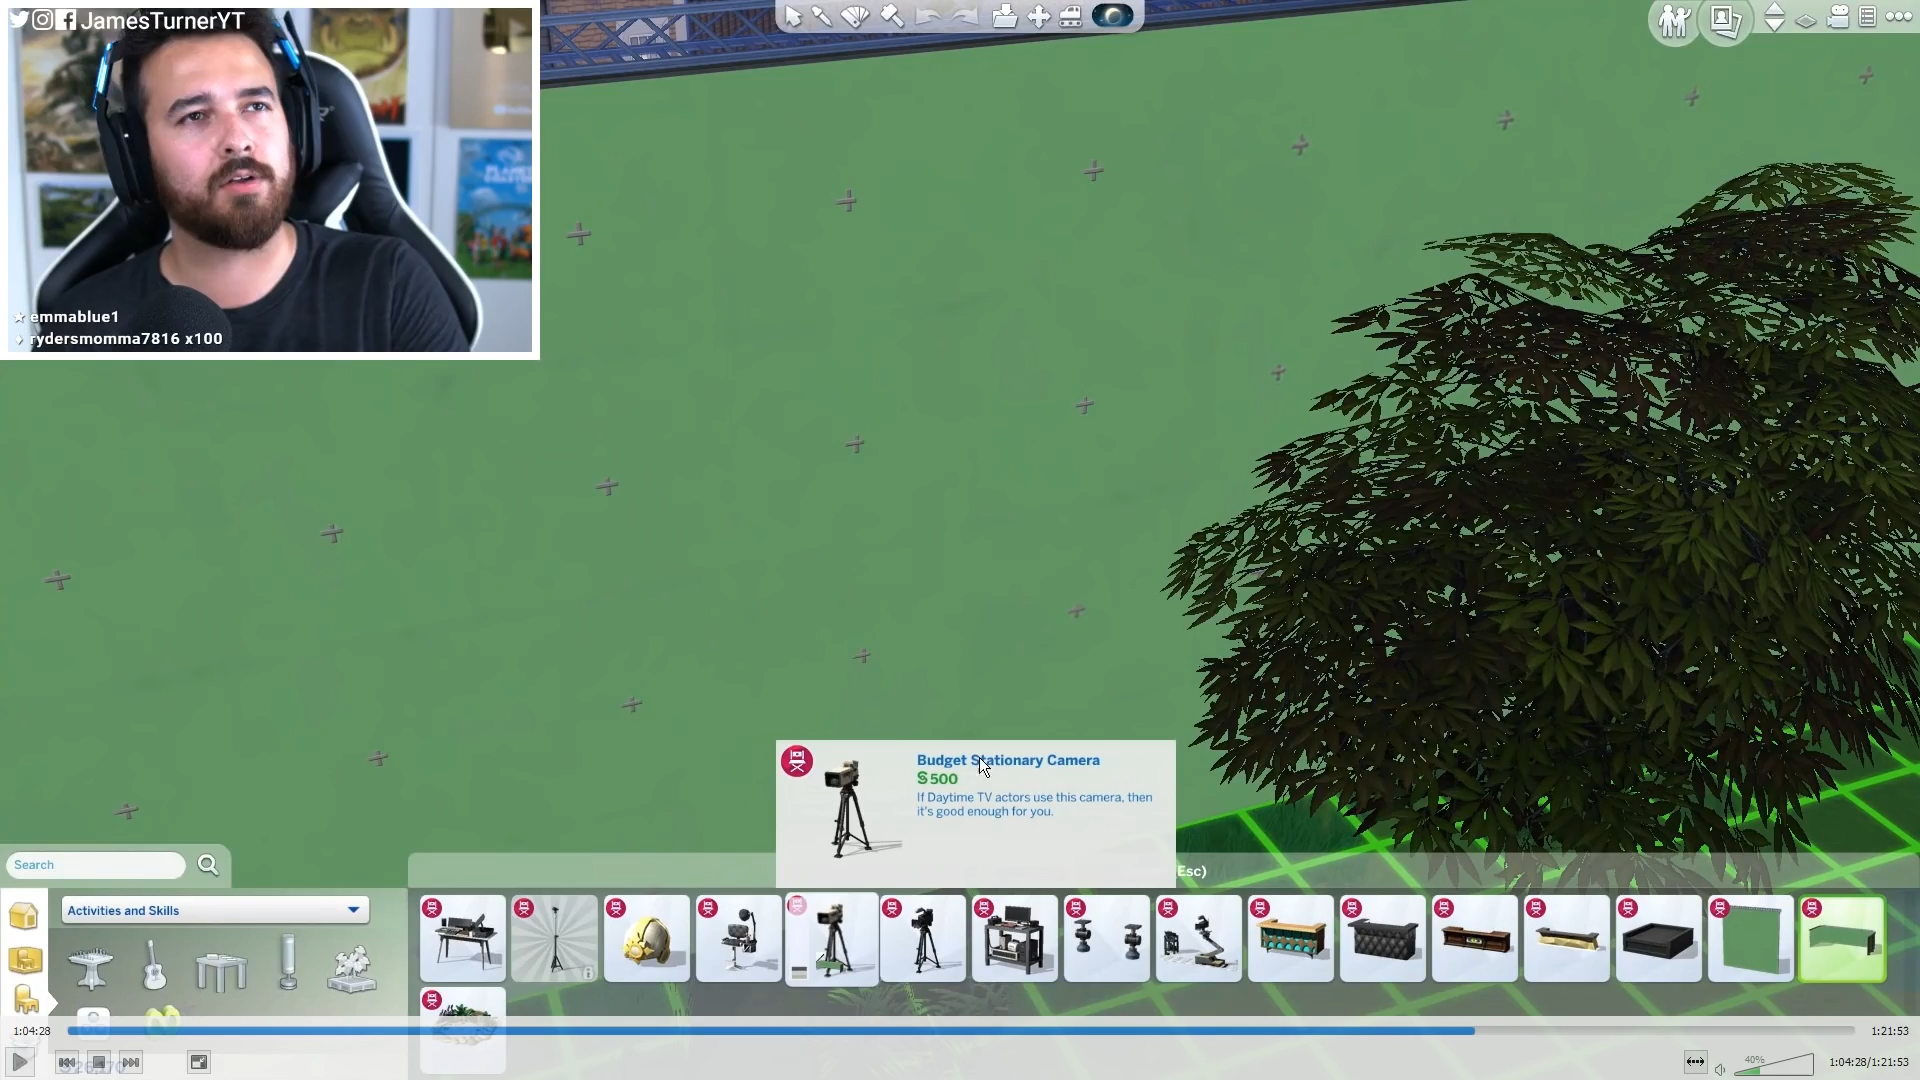 JamesTurnerYT
emmablue1
rydersmomma7816 x100
Budget Stationary Camera
§500
If Daytime TV actors use this camera, then
it's good enough for you.
Esc)
Search
Activities and Skills
1:04:28
1:21:53
40%
1:04:28/1:21:53